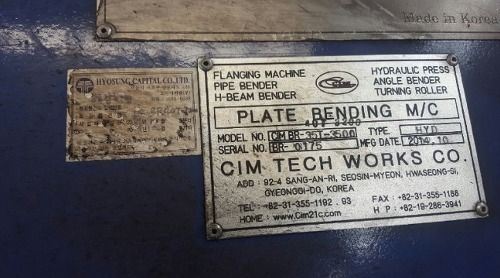 Made in Korea
HYOSUNG CAPITAL CO., LTD.
FLANGING MACHINE
PIPE BENDER
H-BEAM BENDER
HYDRAULIC PRESS
ANGLE BENDER
TURNING ROLLER
PLATE BENDING M/C
MODEL NO. CIMBR-35T-3500 TYPE HYD
SERIAL NO. BR- 0175 MFG DATE 2014.10
CIM TECH WORKS CO.
ADD : 92-4 SANG-AN-RI, SEOSIN-MYEON, HWASEONG-SI,
GYEONGGI-DO, KOREA
TEL : +82-31-355-1192 . 93 FAX : +82-31-355-1188
HOME : www.Cim21c.com H P : +82-19-286-3941